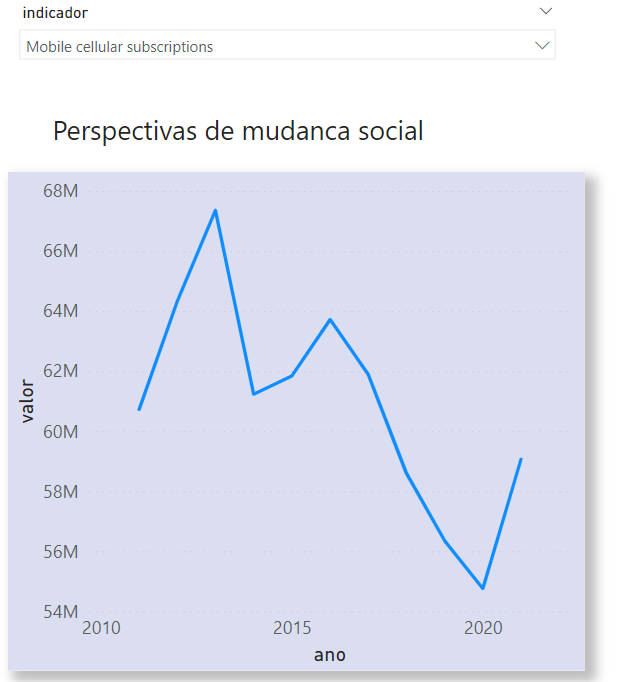 indicador
Mobile cellular subscriptions
Perspectivas de mudanca social
68M
66M
64M
62M
60M
58M
56M
54M
valor
2010 2015 2020
ano